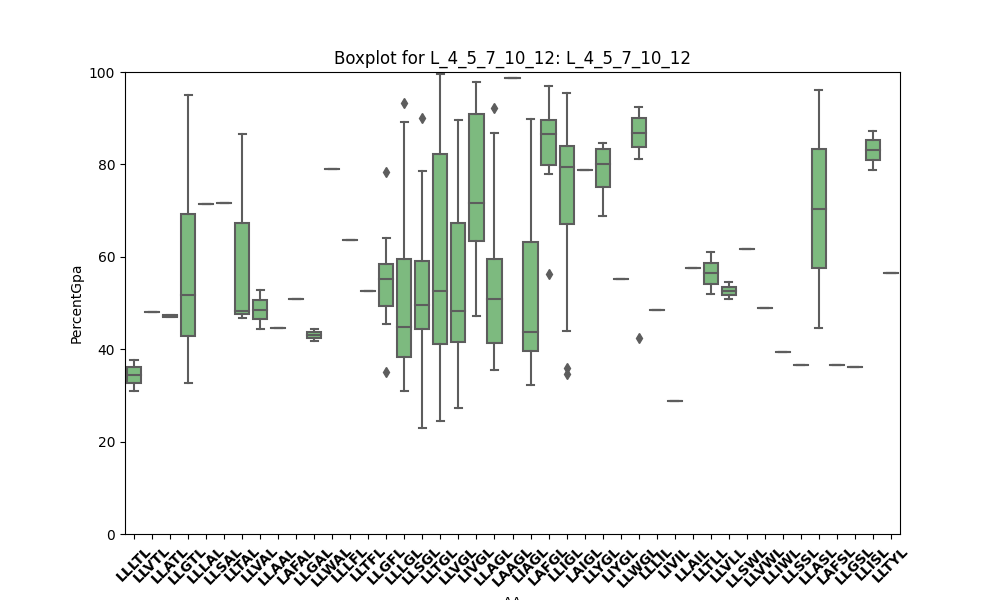 Boxplot for L_4_5_7_10_12: L_4_5_7_10_12
PercentGpa
100
80
60
40
20
0
LLLTL
LLVTL
LLATL
LLGTL
LLLAL
LLSAL
LLTAL
LLVAL
LLAAL
LAFAL
LLGAL
LLWAL
LLLFL
LLTFL
LLGFL
LLLGL
LLSGL
LLTGL
LLVGL
LIVGL
LLAGL
LAAGL
LIAGL
LAFGL
LLIGL
LAIGL
LLYGL
LIYGL
LLWGL
LLLIL
LIVIL
LLAIL
LLTLL
LLVLL
LLSWL
LLVWL
LLIWL
LLSSL
LLASL
LAFSL
LLGSL
LLISL
LLTYL